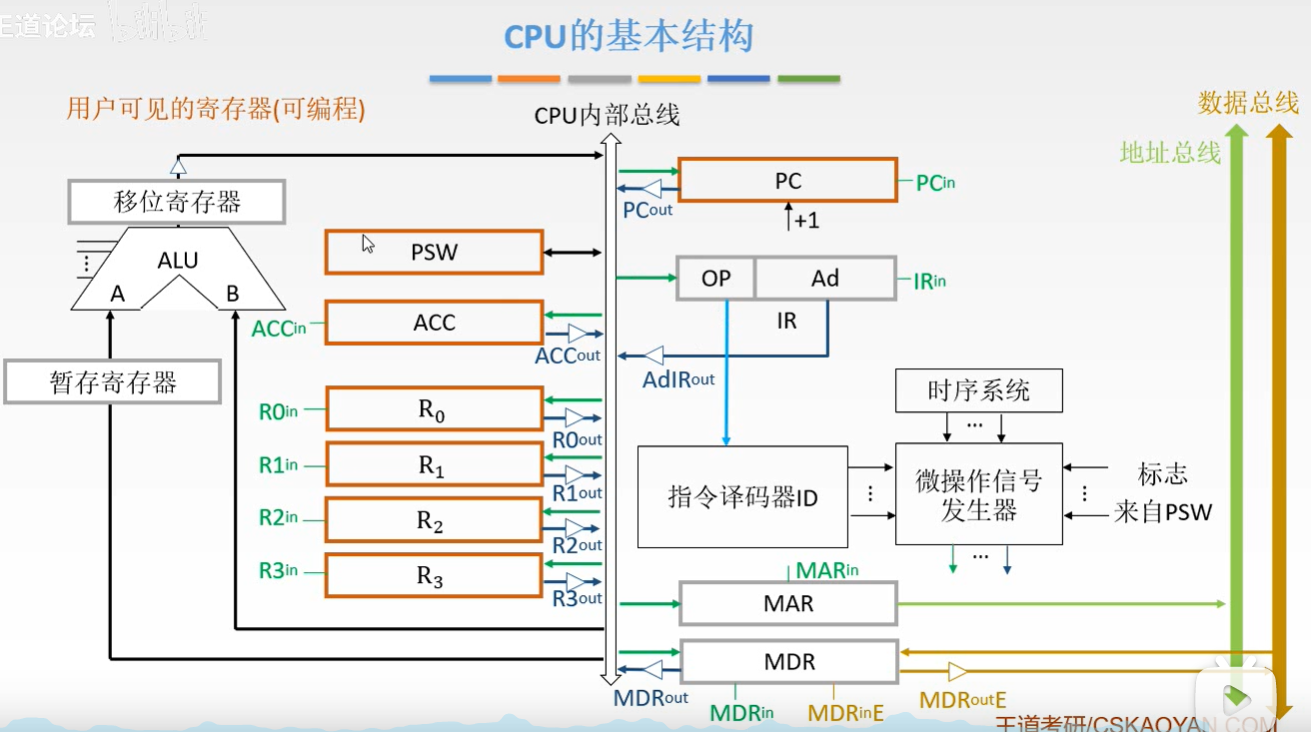 王道论坛
CPU的基本结构
用户可见的寄存器(可编程)
CPU内部总线
数据总线
地址总线
移位寄存器
ALU
A
B
暂存寄存器
PSW
ACCin
ACC
ACCout
R0in
R0
R0out
R1in
R1
R1out
R2in
R2
R2out
R3in
R3
R3out
PC
PCin
PCout
+1
OP
Ad
IRin
IR
AdIRout
时序系统
...
指令译码器ID
⋮
微操作信号
发生器
⋮
标志
来自PSW
...
MARin
MAR
MDR
MDRout
MDRin
MDRinE
MDRoutE
王道考研/CSKAOYAN.COM